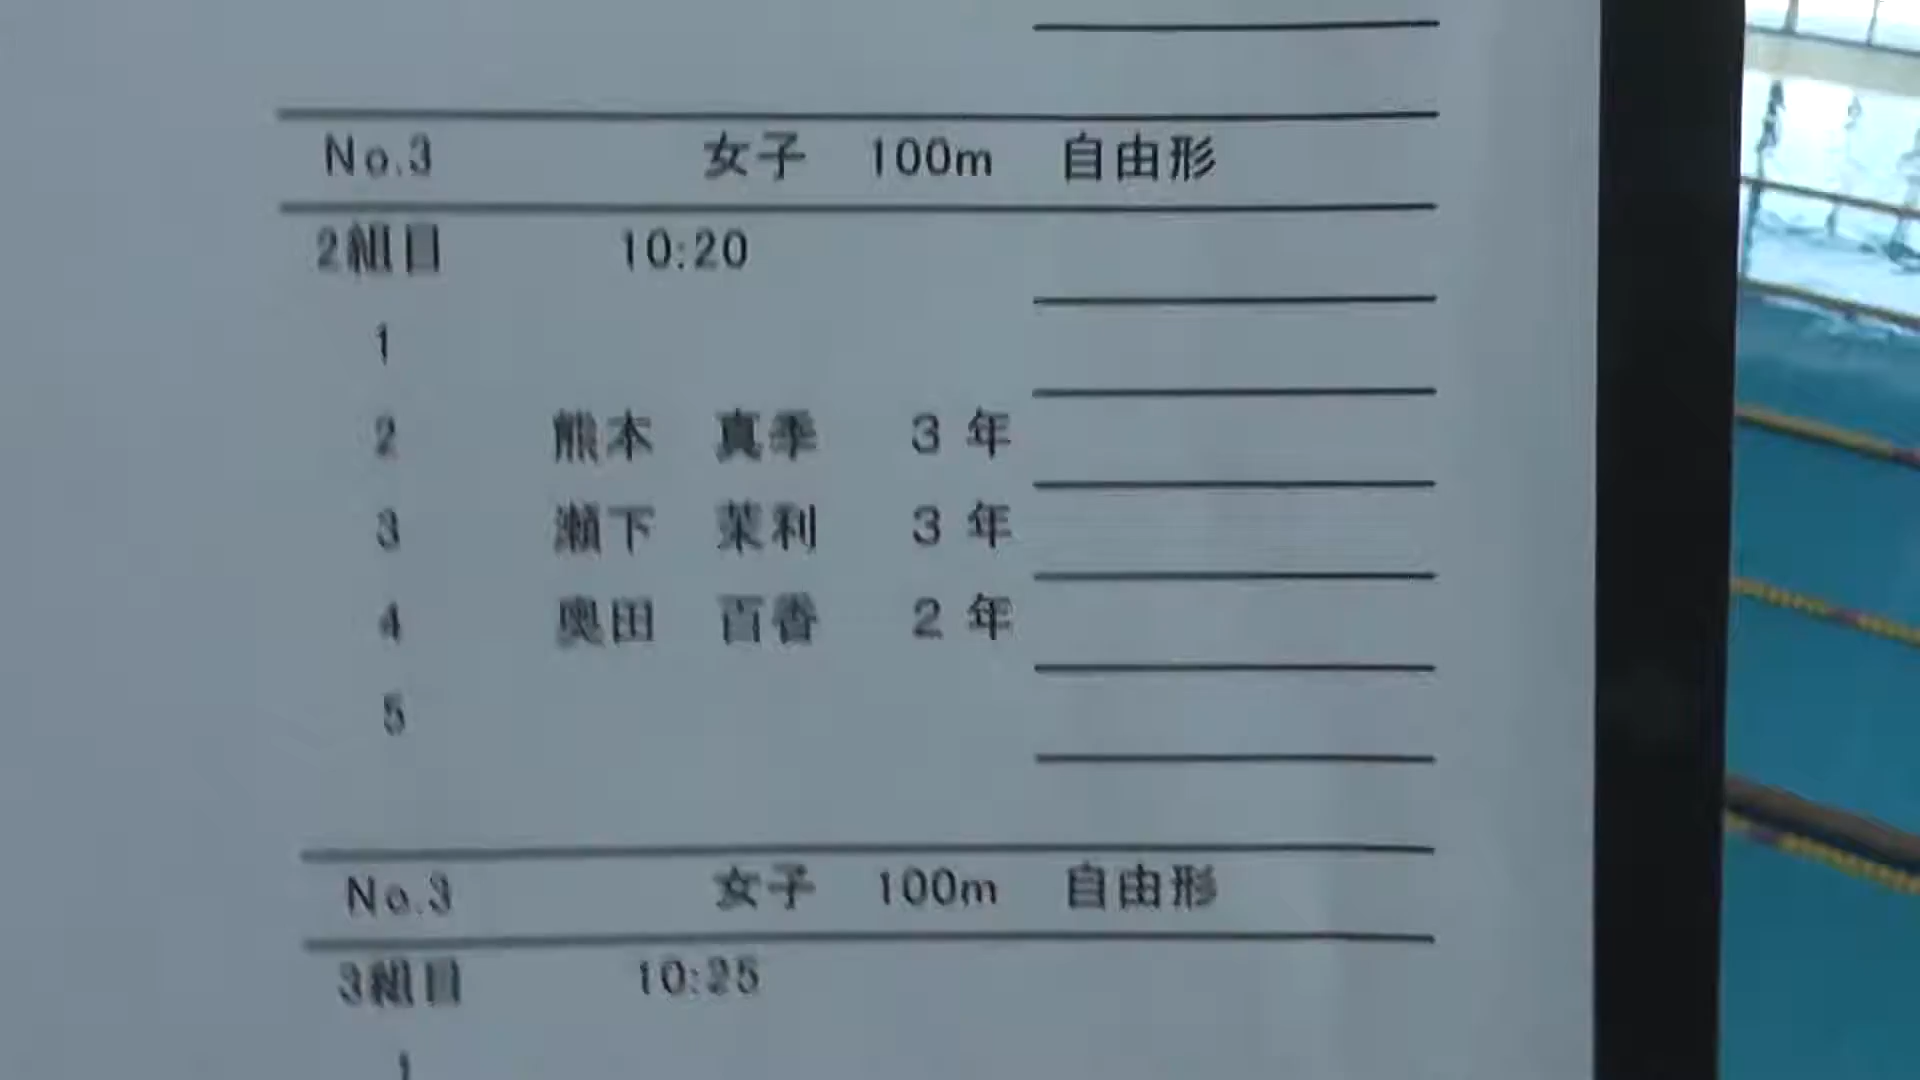 No.3 女子 100m 自由形
2組目 10:20
1
2 熊本 真季 3 年
3 瀬下 茉利 3 年
4 奥田 百香 2 年
5
No.3 女子 100m 自由形
3組目 10:25
1